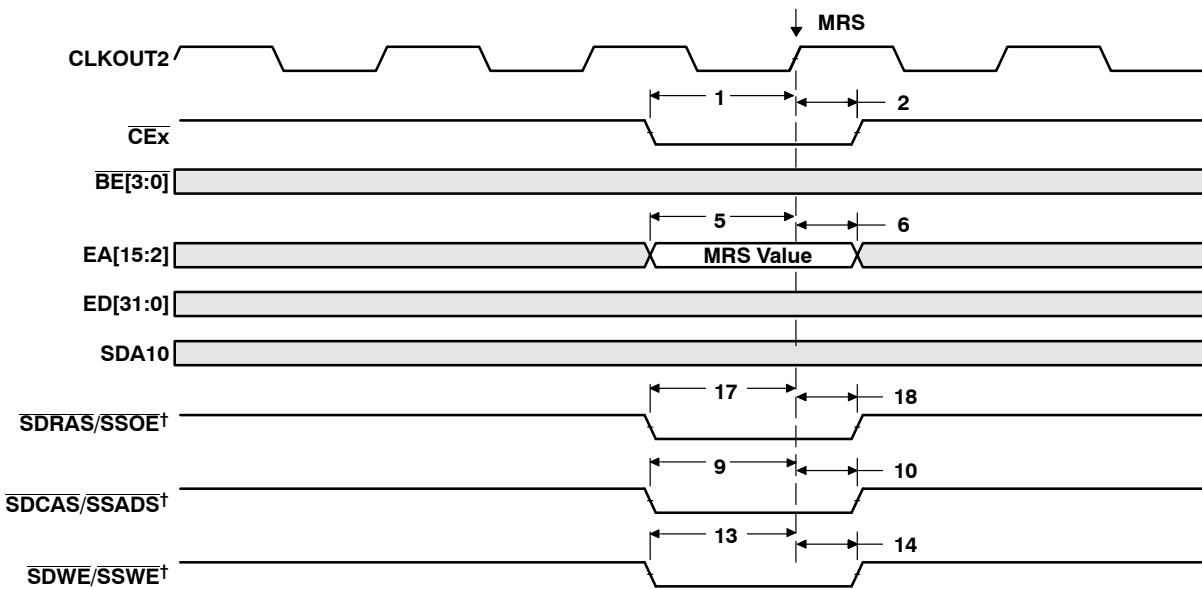 MRS
CLKOUT2
1
2
CEx
BE[3:0]
5
6
EA[15:2]
MRS Value
ED[31:0]
SDA10
17
18
SDRAS/SSOE†
9
10
SDCAS/SSADS†
13
14
SDWE/SSWE†